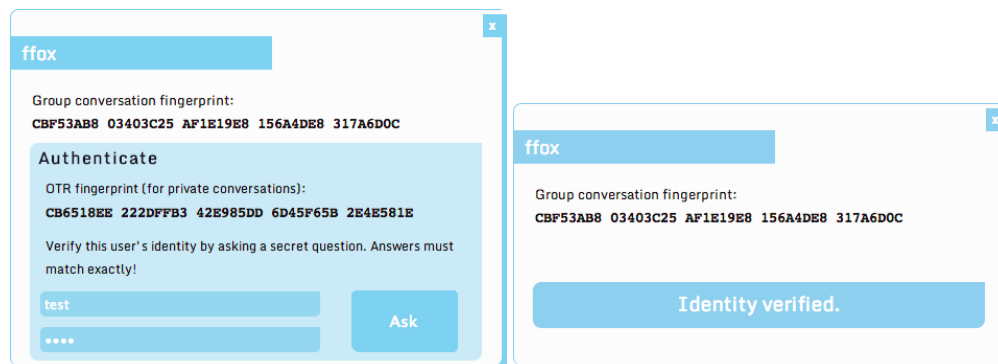 x
ffox
Group conversation fingerprint:
CBF53AB8 03403C25 AF1E19E8 156A4DE8 317A6D0C
Authenticate
OTR fingerprint (for private conversations):
CB6518EE 222DFFB3 42E985DD 6D45F65B 2E4E581E
Verify this user's identity by asking a secret question. Answers must
match exactly!
test
••••
Ask
x
ffox
Group conversation fingerprint:
CBF53AB8 03403C25 AF1E19E8 156A4DE8 317A6D0C
Identity verified.